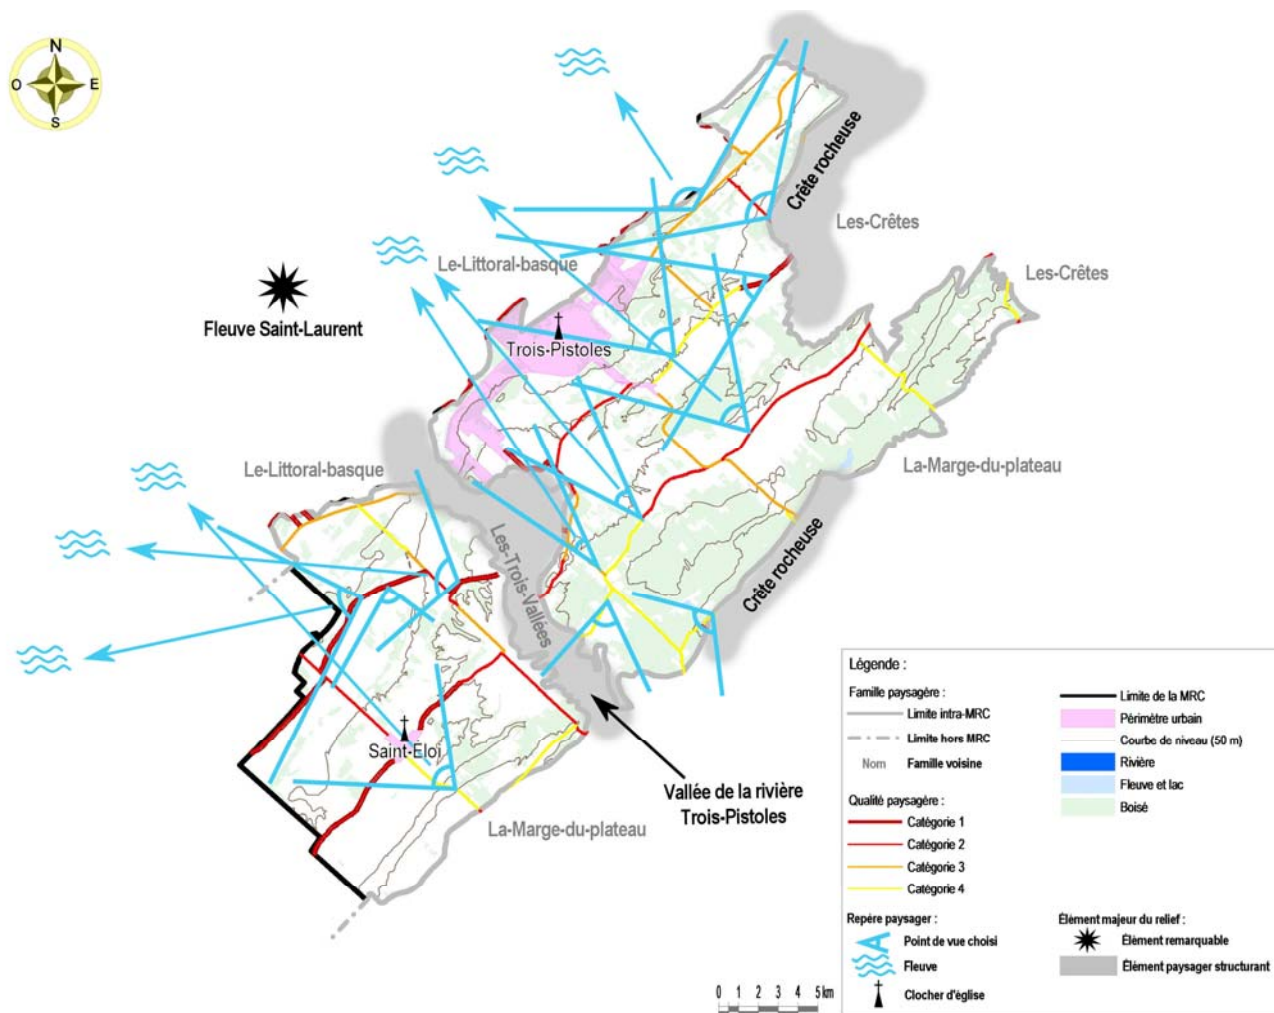 N
O
E
S
Crête rocheuse
Les-Crêtes
Les-Crêtes
Le-Littoral-basque
Fleuve Saint-Laurent
Trois-Pistoles
Le-Littoral-basque
La-Marge-du-plateau
Les-Trois-Vallées
Crête rocheuse
Saint-Éloi
Vallée de la rivière
Trois-Pistoles
La-Marge-du-plateau
Légende :
Famille paysagère :
Limite intra-MRC
Limite hors MRC
Nom Famille voisine
Qualité paysagère :
Catégorie 1
Catégorie 2
Catégorie 3
Catégorie 4
Repère paysager :
Point de vue choisi
Fleuve
Clocher d'église
Limite de la MRC
Périmètre urbain
Courbe de niveau (50 m)
Rivière
Fleuve et lac
Boisé
Élément majeur du relief :
Élément remarquable
Élément paysager structurant
0 1 2 3 4 5 km